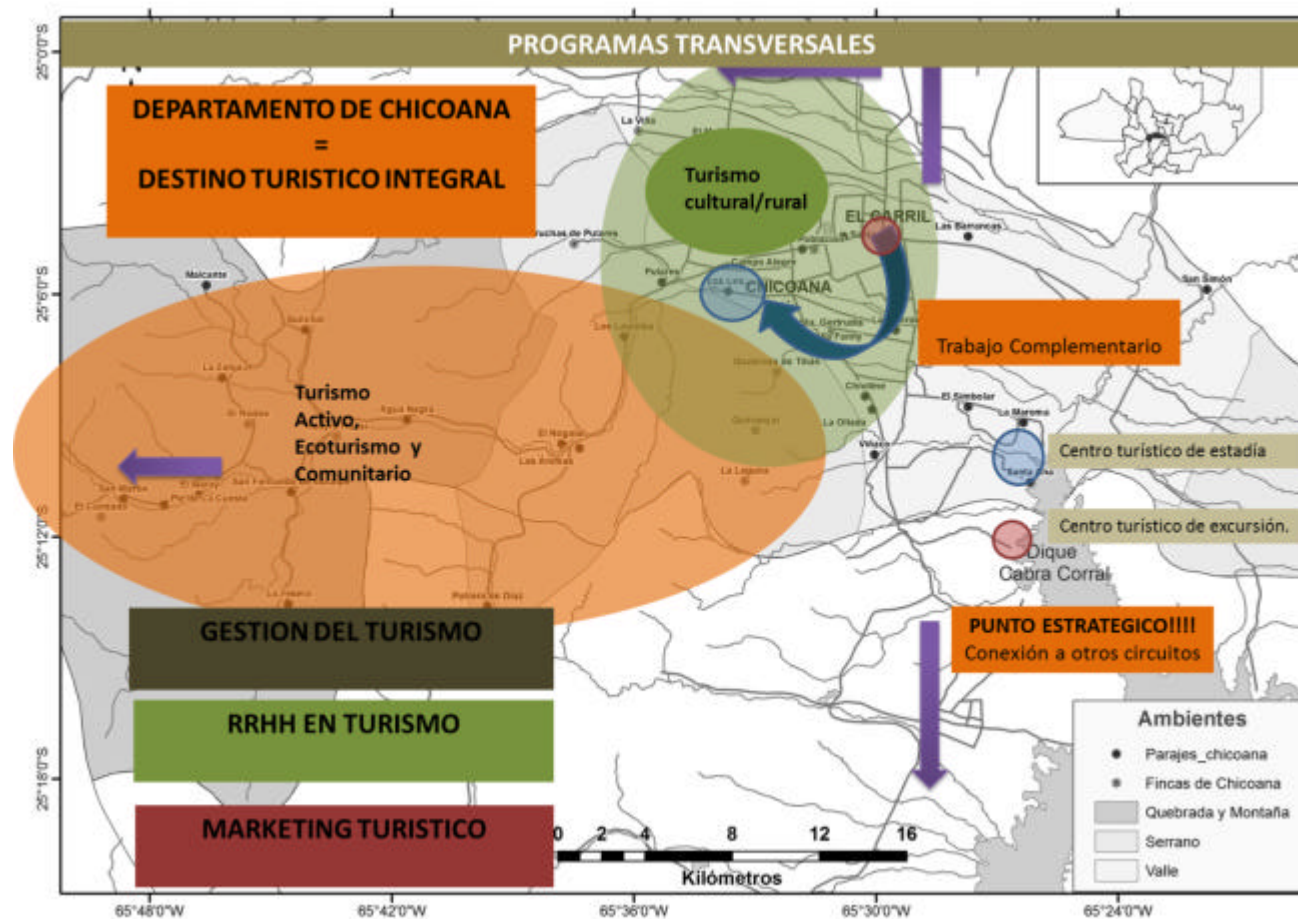 PROGRAMAS TRANSVERSALES
25°0'0"S
DEPARTAMENTO DE CHICOANA
=
DESTINO TURISTICO INTEGRAL
La Viña
Turismo
cultural/rural
EL CARRIL
Las Barrancas
Malcante
Pulares
Campo Alegre
San Simón
25°6'0"S
CHICOANA
Trabajo Complementario
La Zanja
Turismo
Activo,
Ecoturismo y
Comunitario
Agua Negra
El Nogalar
Las Animas
Chivilme
La Ollada
Viñaco
El Simbolar
La Maroma
Centro turístico de estadía
Santa Ana
La Laguna
San Martin
25°12'0"S
Centro turístico de excursión.
Dique
Cabra Corral
Potrero de Diaz
GESTION DEL TURISMO
PUNTO ESTRATEGICO!!!!
Conexión a otros circuitos
RRHH EN TURISMO
25°18'0"S
MARKETING TURISTICO
0 2 4 8 12 16
Kilómetros
Ambientes
Parajes_chicoana
Fincas de Chicoana
Quebrada y Montaña
Serrano
Valle
65°48'0"W 65°42'0"W 65°36'0"W 65°30'0"W 65°24'0"W